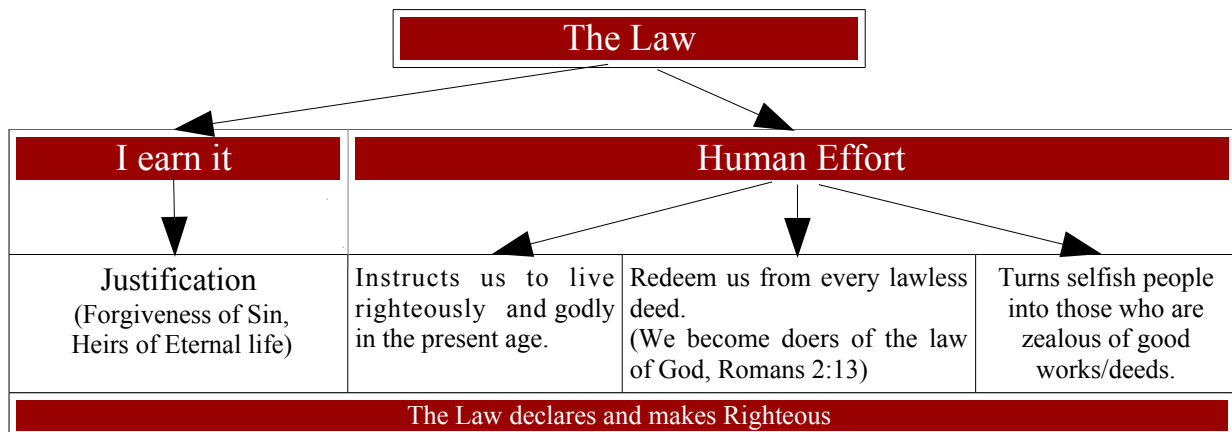 The Law
I earn it
Human Effort
Justification
(Forgiveness of Sin,
Heirs of Eternal life)
Instructs us to live
righteously and godly
in the present age.
Redeem us from every lawless
deed.
(We become doers of the law
of God, Romans 2:13)
Turns selfish people
into those who are
zealous of good
works/deeds.
The Law declares and makes Righteous